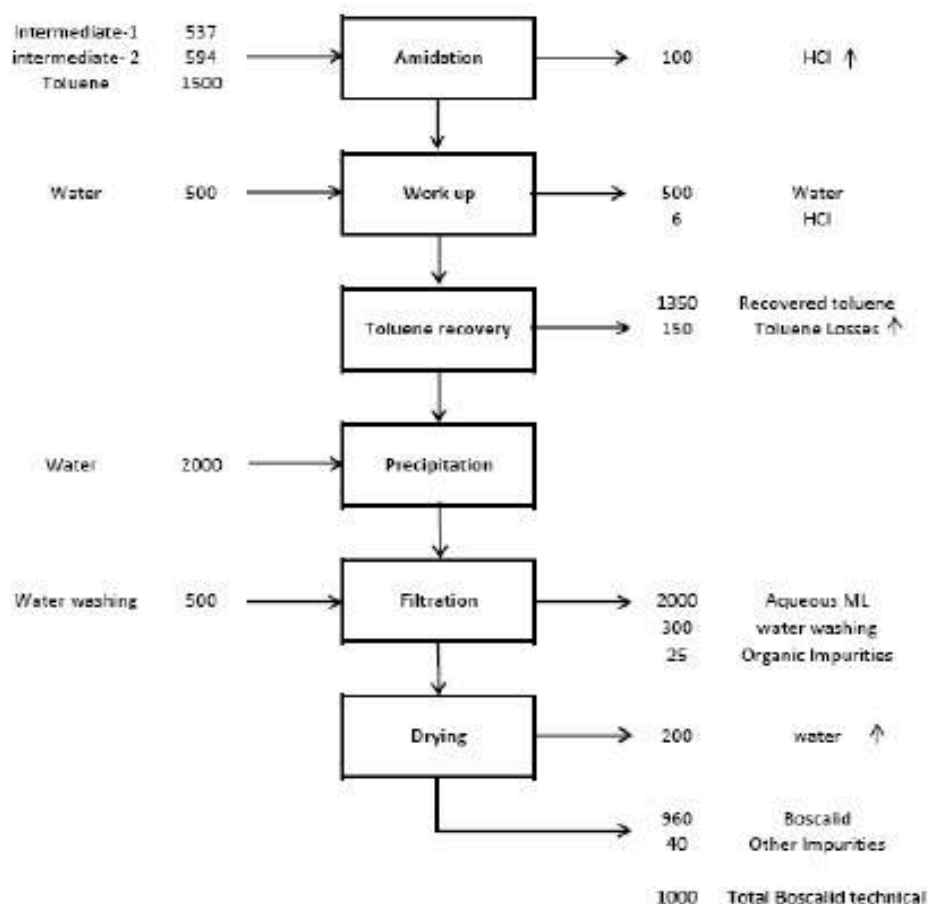 Intermediate-1 537
intermediate- 2 594
Toluene 1500
Amidation
100 HCl ↑
Water 500
Work up
500 Water
6 HCl
Toluene recovery
1350 Recovered toluene
150 Toluene Losses ↑
Water 2000
Precipitation
Water washing 500
Filtration
2000 Aqueous ML
300 water washing
25 Organic Impurities
Drying
200 water ↑
960 Boscalid
40 Other Impurities
1000 Total Boscalid technical